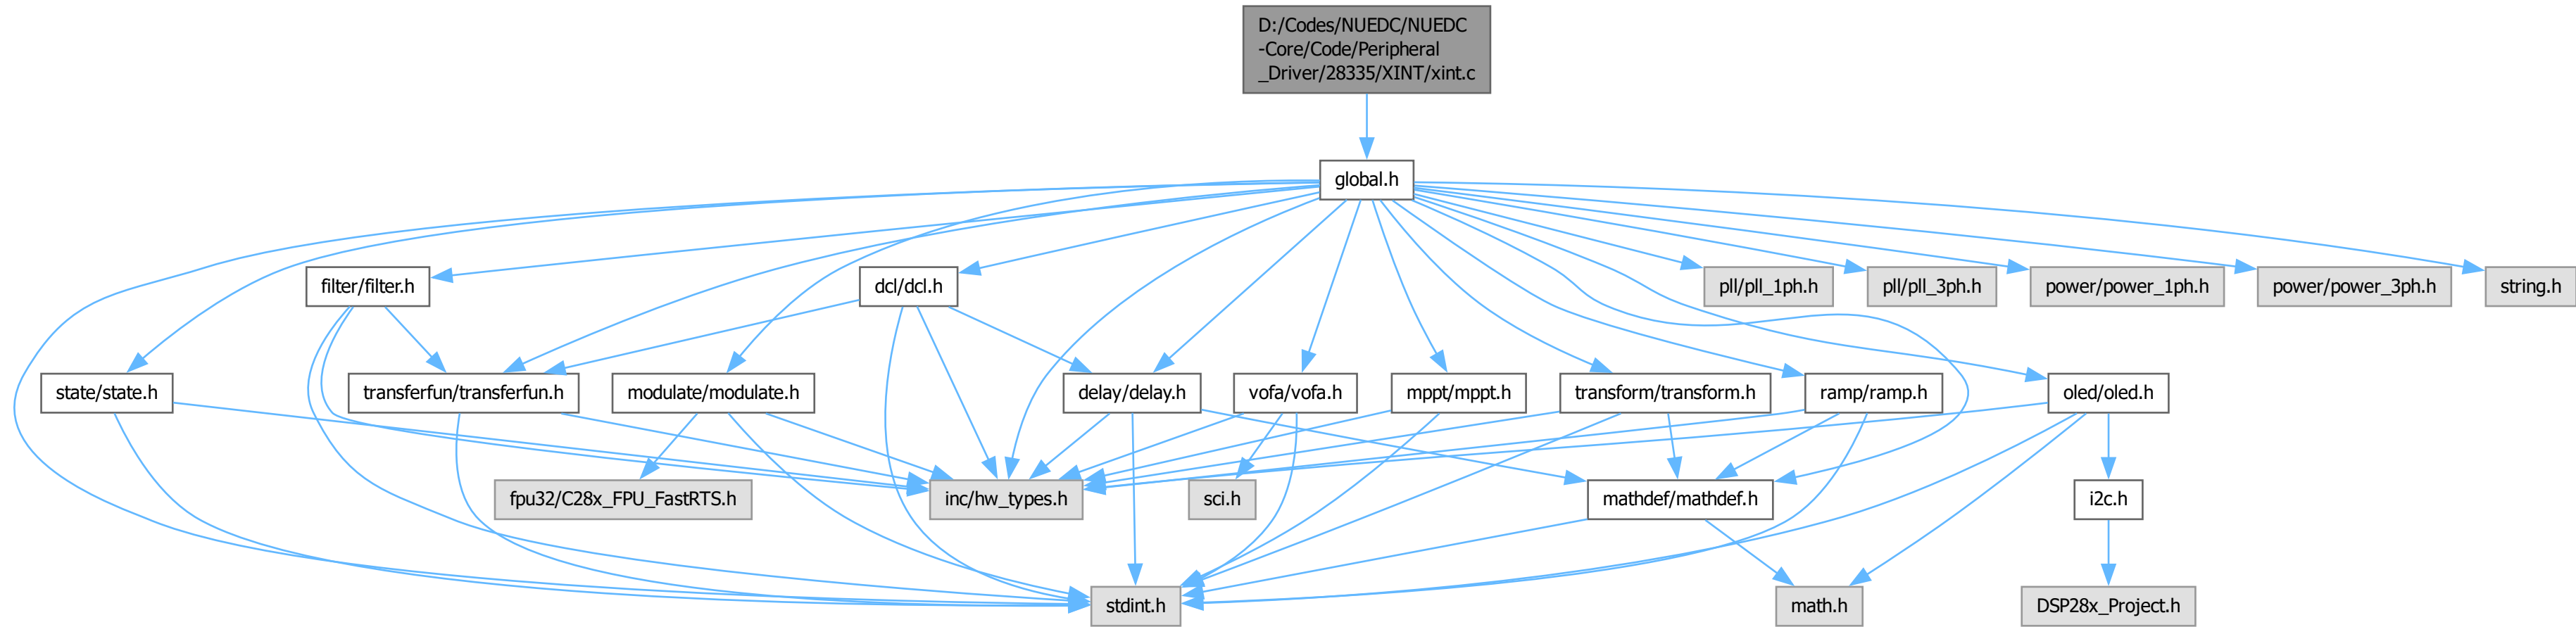 D:/Codes/NUEDC/NUEDC
-Core/Code/Peripheral
_Driver/28335/XINT/xint.c
global.h
filter/filter.h
dcl/dcl.h
pll/pll_1ph.h
pll/pll_3ph.h
power/power_1ph.h
power/power_3ph.h
string.h
state/state.h
transferfun/transferfun.h
modulate/modulate.h
delay/delay.h
vofa/vofa.h
mppt/mppt.h
transform/transform.h
ramp/ramp.h
oled/oled.h
fpu32/C28x_FPU_FastRTS.h
inc/hw_types.h
sci.h
mathdef/mathdef.h
i2c.h
stdint.h
math.h
DSP28x_Project.h